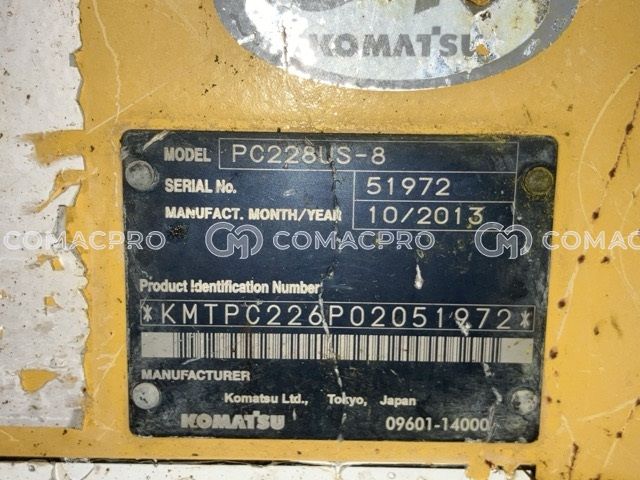 KOMATSU
MODEL PC228US-8
SERIAL No. 51972
MANUFACT. MONTH/YEAR 10/2013
COMACPRO COMACPRO COMACPRO
Product Identification Number
*KMTPC226P02051972*
MANUFACTURER
Komatsu Ltd., Tokyo, Japan
KOMATSU 09601-14000